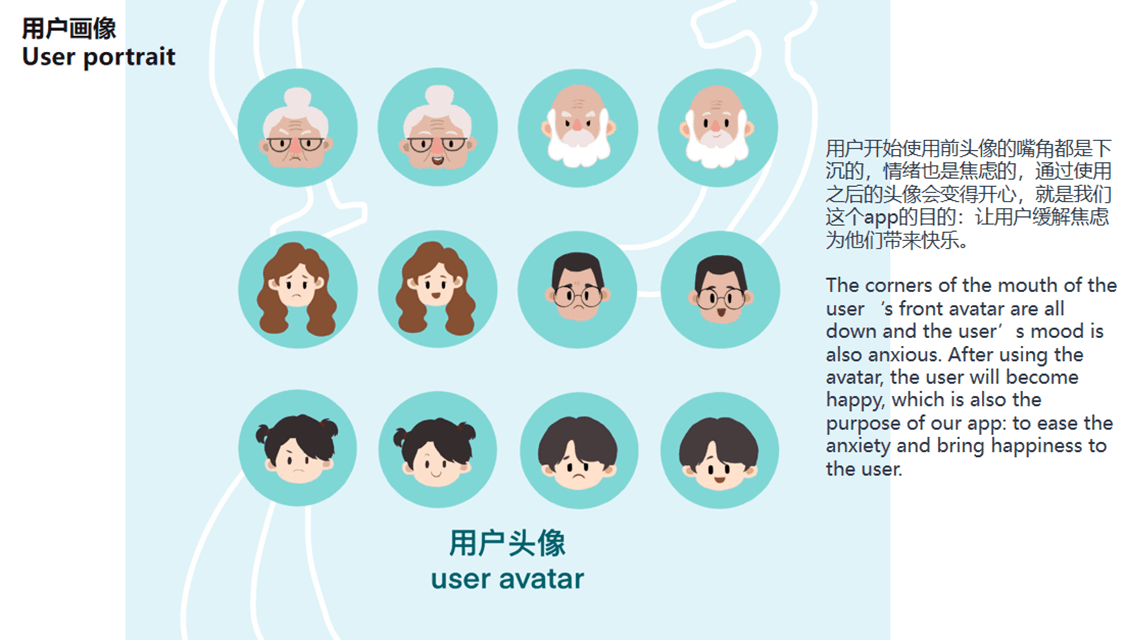 用户画像
User portrait
用户开始使用前头像的嘴角都是下
沉的，情绪也是焦虑的，通过使用
之后的头像会变得开心，就是我们
这个app的目的：让用户缓解焦虑
为他们带来快乐。
The corners of the mouth of the
user ‘s front avatar are all
down and the user’s mood is
also anxious. After using the
avatar, the user will become
happy, which is also the
purpose of our app: to ease the
anxiety and bring happiness to
the user.
用户头像
user avatar